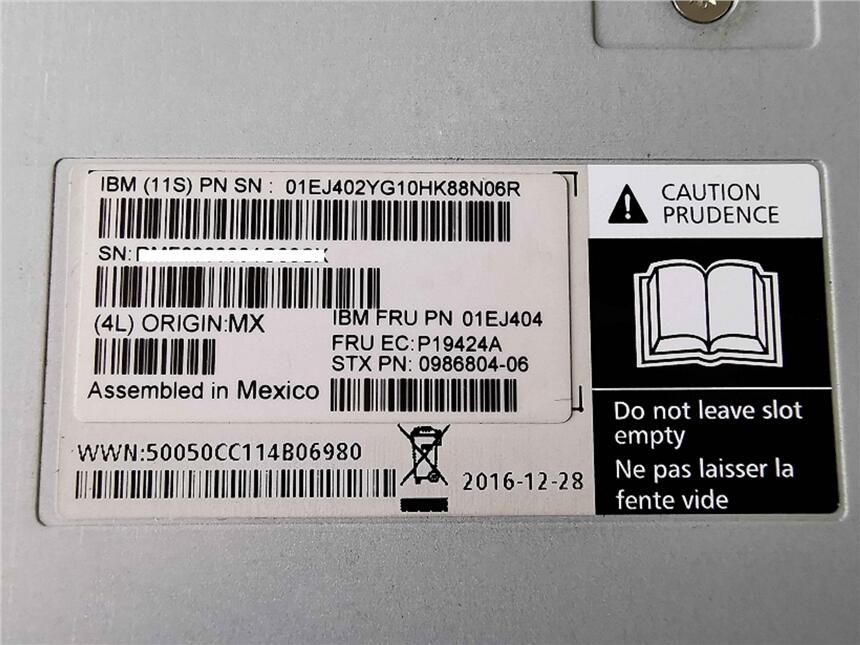 IBM (11S) PN SN : 01EJ402YG10HK88N06R
SN:
(4L) ORIGIN:MX
IBM FRU PN 01EJ404
FRU EC:P19424A
STX PN: 0986804-06
Assembled in Mexico
WWN:50050CC114B06980
2016-12-28
CAUTION
PRUDENCE
Do not leave slot
empty
Ne pas laisser la
fente vide